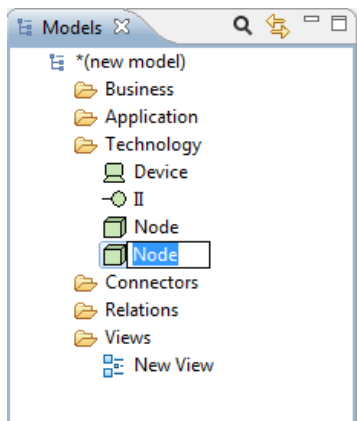 Models
*(new model)
Business
Application
Technology
Device
II
Node
Node
Connectors
Relations
Views
New View